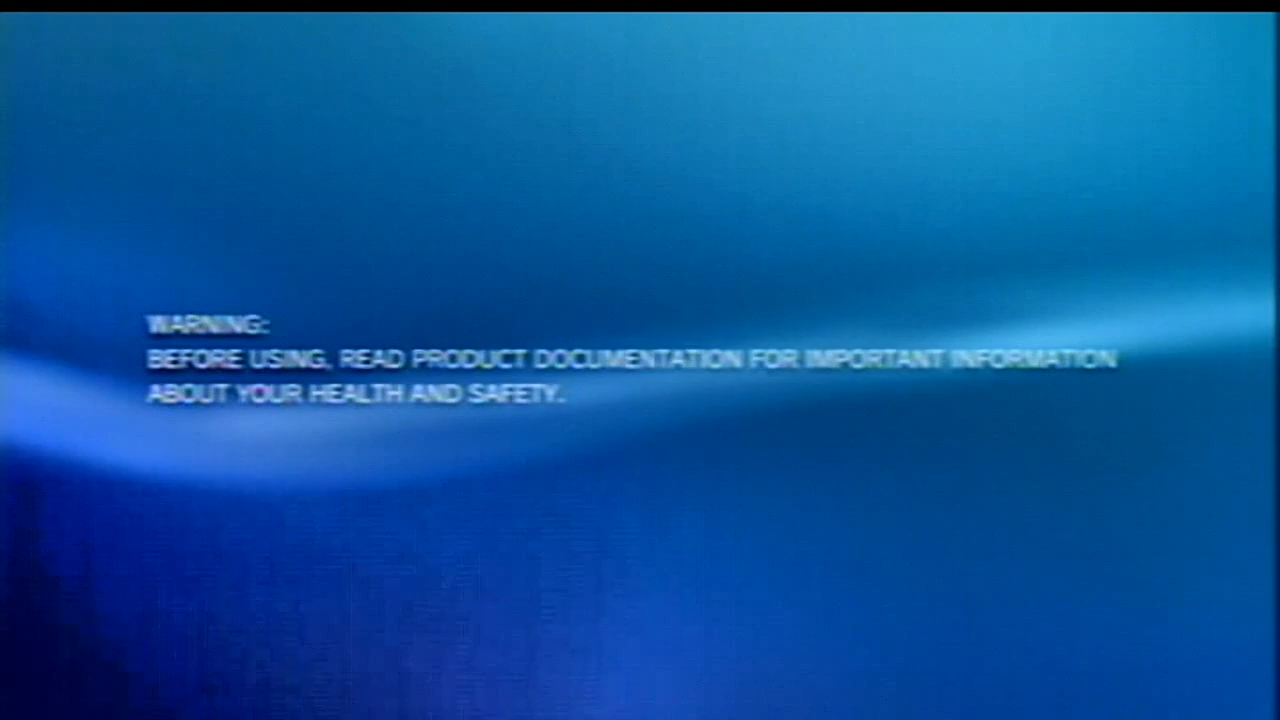 WARNING:
BEFORE USING, READ PRODUCT DOCUMENTATION FOR IMPORTANT INFORMATION
ABOUT YOUR HEALTH AND SAFETY.